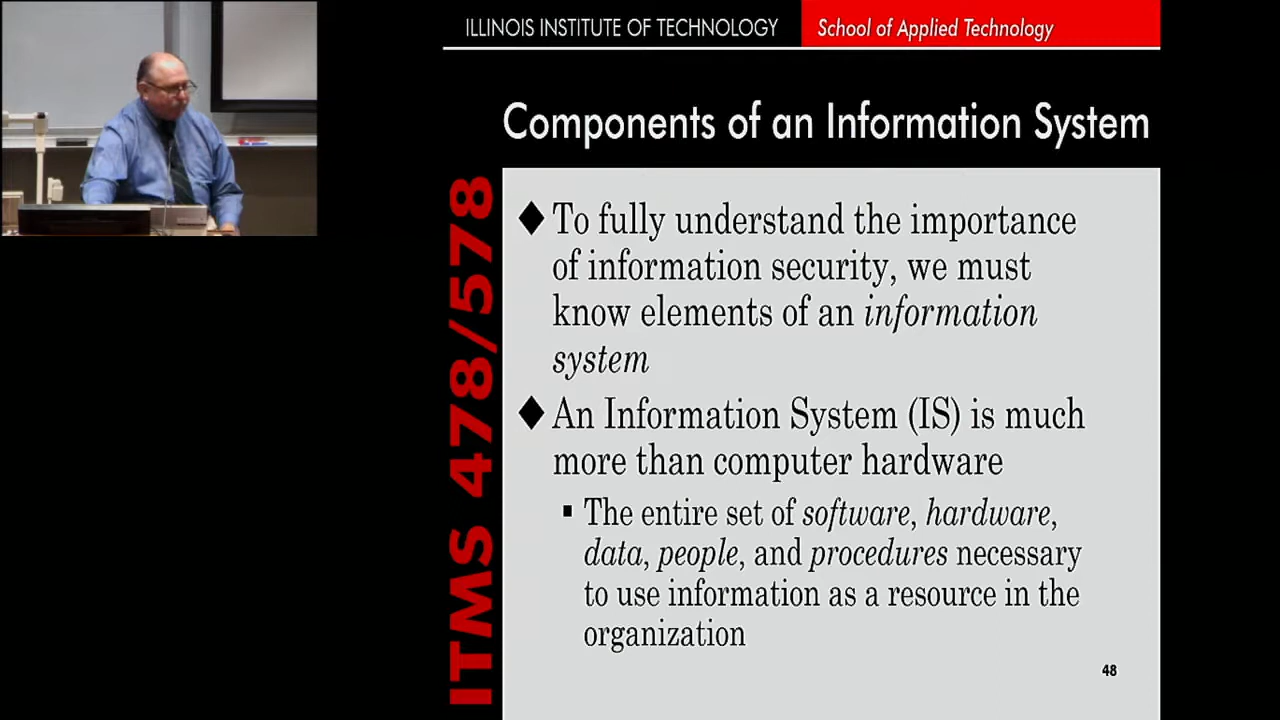 ILLINOIS INSTITUTE OF TECHNOLOGY School of Applied Technology
Components of an Information System
ITMS 478/578
♦ To fully understand the importance
of information security, we must
know elements of an information
system
♦ An Information System (IS) is much
more than computer hardware
▪ The entire set of software, hardware,
data, people, and procedures necessary
to use information as a resource in the
organization
48